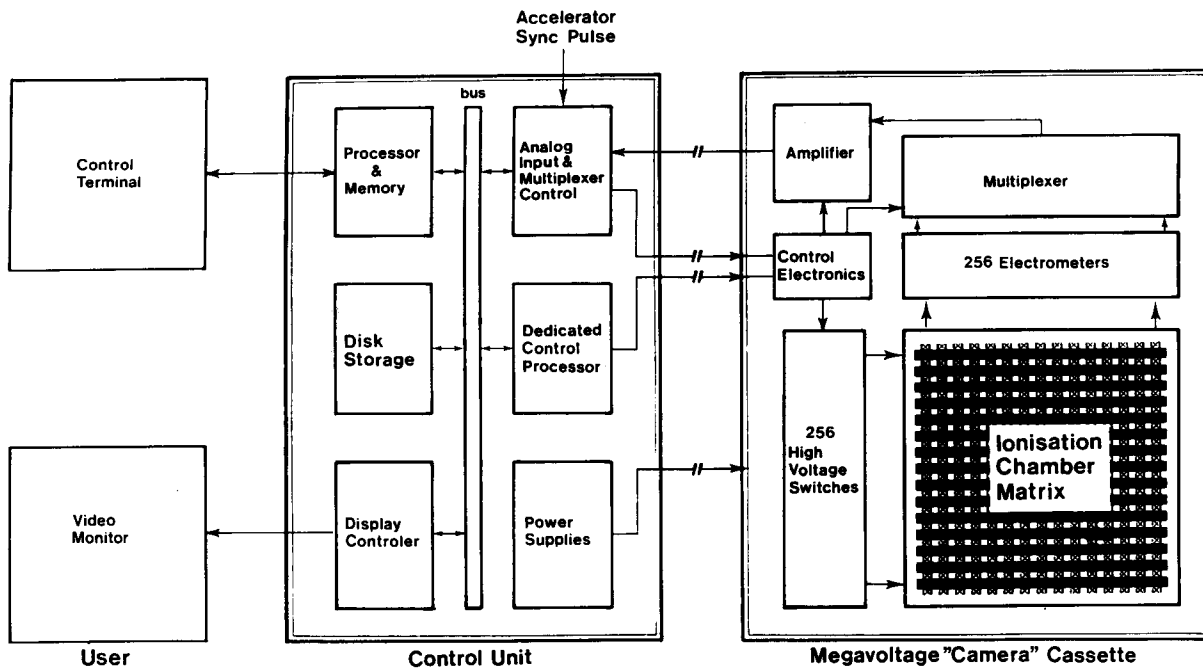 Accelerator
Sync Pulse
bus
Control
Terminal
Processor
&
Memory
Analog
Input &
Multiplexer
Control
Amplifier
Multiplexer
Control
Electronics
256 Electrometers
Disk
Storage
Dedicated
Control
Processor
256
High
Voltage
Switches
Ionisation
Chamber
Matrix
Video
Monitor
Display
Controler
Power
Supplies
User
Control Unit
Megavoltage "Camera" Cassette